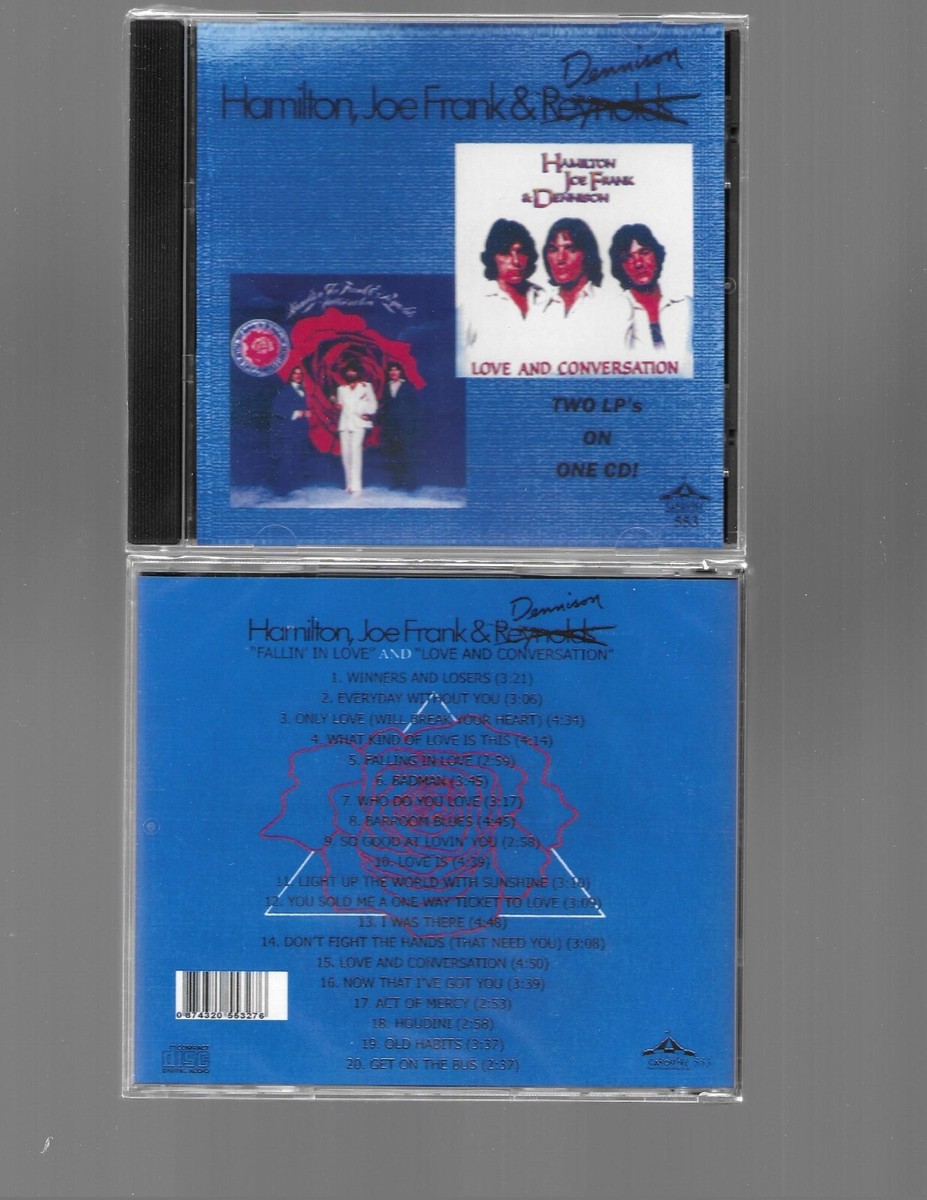 Dennison
Hamilton, Joe Frank & Reynolds
HAMILTON
JOE FRANK
& DENNISON
LOVE AND CONVERSATION
TWO LP's
ON
ONE CD!
553
Dennison
Hamilton, Joe Frank & Reynolds
"FALLIN' IN LOVE" AND "LOVE AND CONVERSATION"
1. WINNERS AND LOSERS (3:21)
2. EVERYDAY WITHOUT YOU (3:06)
3. ONLY LOVE (WILL BREAK YOUR HEART) (4:34)
4. WHAT KIND OF LOVE IS THIS (4:14)
5. FALLING IN LOVE (2:59)
6. BADMAN (3:45)
7. WHO DO YOU LOVE (3:17)
8. BARROOM BLUES (4:45)
9. SO GOOD AT LOVIN' YOU (2:58)
10. LOVE IS (4:39)
11. LIGHT UP THE WORLD WITH SUNSHINE (3:10)
12. YOU SOLD ME A ONE WAY TICKET TO LOVE (3:09)
13. I WAS THERE (4:48)
14. DON'T FIGHT THE HANDS (THAT NEED YOU) (3:08)
15. LOVE AND CONVERSATION (4:50)
16. NOW THAT I'VE GOT YOU (3:39)
17. ACT OF MERCY (2:53)
18. HOUDINI (2:58)
19. OLD HABITS (3:37)
20. GET ON THE BUS (2:37)
0 874320 553276
COMPACT
disc
DIGITAL AUDIO
553